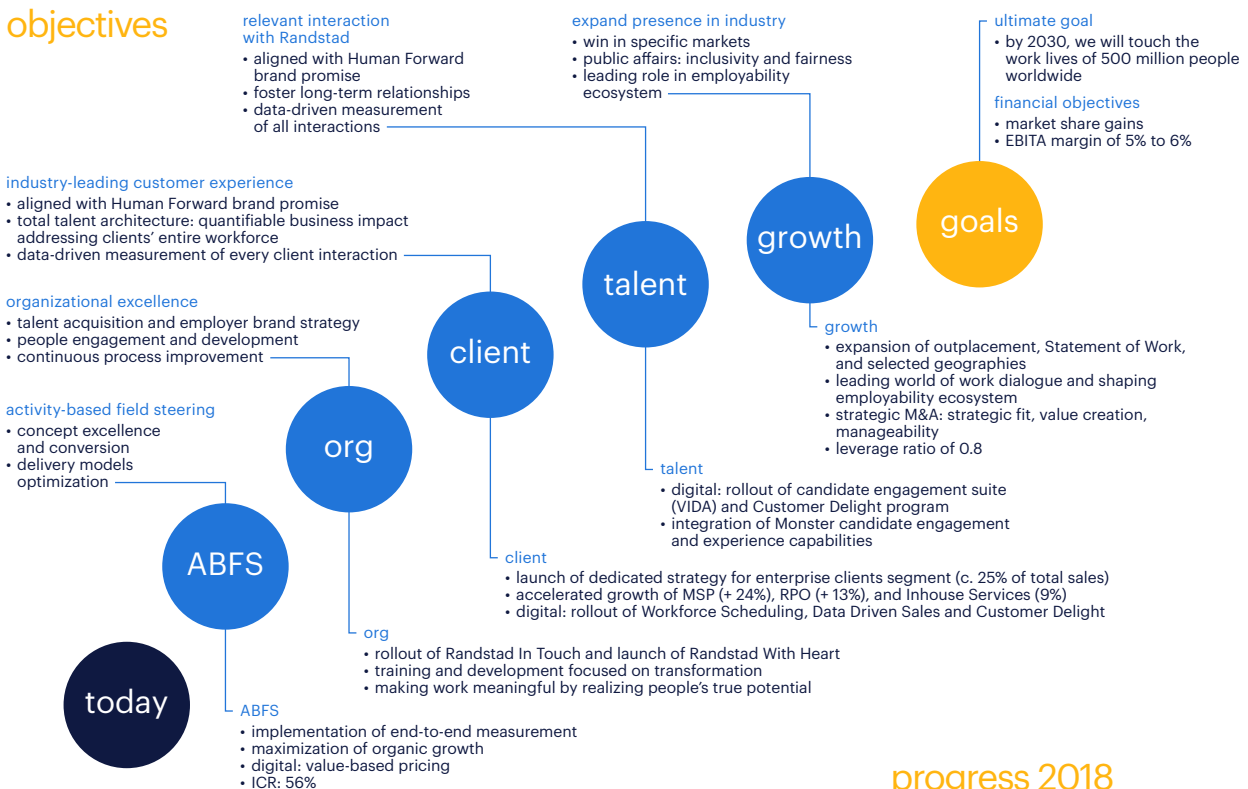 objectives
relevant interaction
with Randstad
• aligned with Human Forward
brand promise
• foster long-term relationships
• data-driven measurement
of all interactions
expand presence in industry
• win in specific markets
• public affairs: inclusivity and fairness
• leading role in employability
ecosystem
ultimate goal
• by 2030, we will touch the
work lives of 500 million people
worldwide
financial objectives
• market share gains
• EBITA margin of 5% to 6%
industry-leading customer experience
• aligned with Human Forward brand promise
• total talent architecture: quantifiable business impact
addressing clients’ entire workforce
• data-driven measurement of every client interaction
organizational excellence
• talent acquisition and employer brand strategy
• people engagement and development
• continuous process improvement
activity-based field steering
• concept excellence
and conversion
• delivery models
optimization
goals
growth
talent
client
org
ABFS
today
growth
• expansion of outplacement, Statement of Work,
and selected geographies
• leading world of work dialogue and shaping
employability ecosystem
• strategic M&A: strategic fit, value creation,
manageability
• leverage ratio of 0.8
talent
• digital: rollout of candidate engagement suite
(VIDA) and Customer Delight program
• integration of Monster candidate engagement
and experience capabilities
client
• launch of dedicated strategy for enterprise clients segment (c. 25% of total sales)
• accelerated growth of MSP (+ 24%), RPO (+ 13%), and Inhouse Services (9%)
• digital: rollout of Workforce Scheduling, Data Driven Sales and Customer Delight
org
• rollout of Randstad In Touch and launch of Randstad With Heart
• training and development focused on transformation
• making work meaningful by realizing people’s true potential
ABFS
• implementation of end-to-end measurement
• maximization of organic growth
• digital: value-based pricing
• ICR: 56%
progress 2018